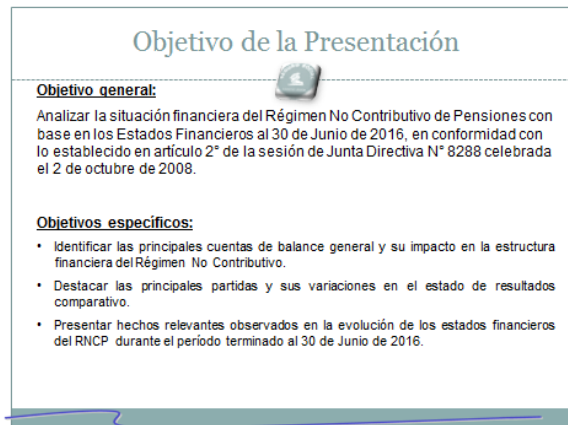 Objetivo de la Presentación
Objetivo general:
Analizar la situación financiera del Régimen No Contributivo de Pensiones con
base en los Estados Financieros al 30 de Junio de 2016, en conformidad con
lo establecido en artículo 2° de la sesión de Junta Directiva N° 8288 celebrada
el 2 de octubre de 2008.
Objetivos específicos:
• Identificar las principales cuentas de balance general y su impacto en la estructura
financiera del Régimen No Contributivo.
• Destacar las principales partidas y sus variaciones en el estado de resultados
comparativo.
• Presentar hechos relevantes observados en la evolución de los estados financieros
del RNCP durante el período terminado al 30 de Junio de 2016.